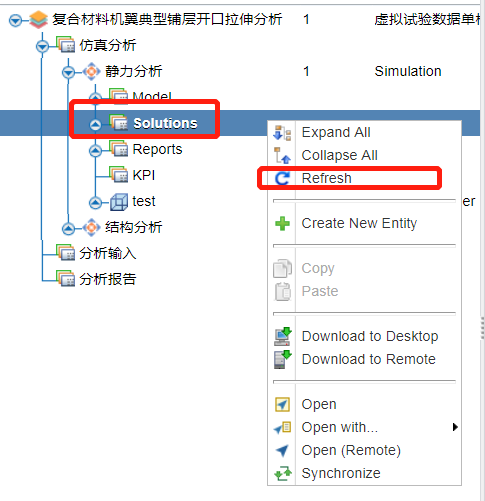 复合材料机翼典型铺层开口拉伸分析 1 虚拟试验数据单
仿真分析
静力分析 1 Simulation
Model
Solutions
Reports
KPI
test er
结构分析
分析输入
分析报告
Expand All
Collapse All
Refresh
Create New Entity
Copy
Paste
Download to Desktop
Download to Remote
Open
Open with...
Open (Remote)
Synchronize